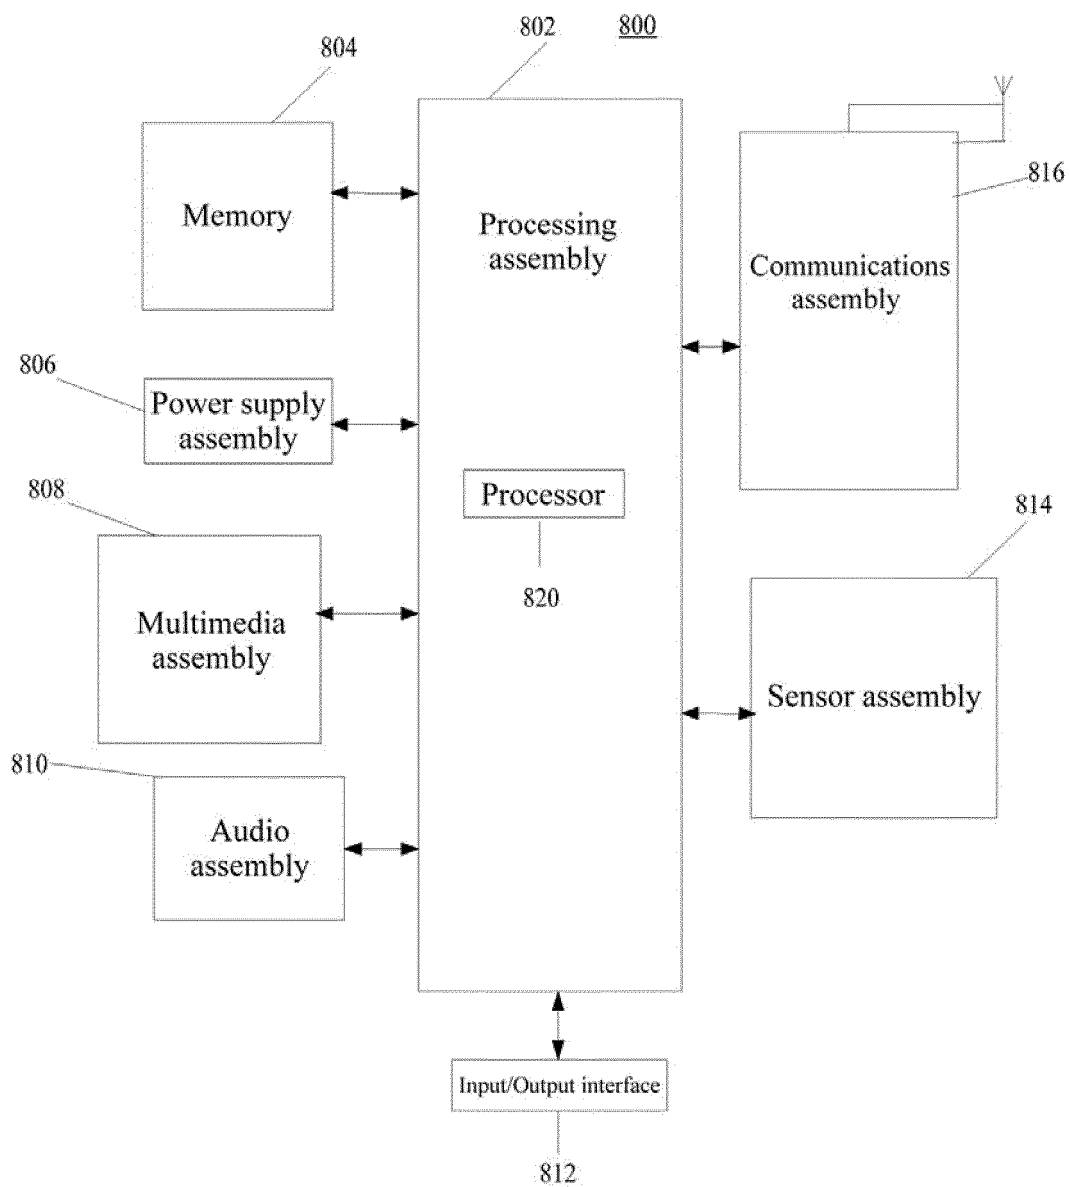 802
800
804
816
Memory
Processing
assembly
Communications
assembly
806
Power supply
assembly
808
Processor
814
820
Multimedia
assembly
Sensor assembly
810
Audio
assembly
Input/Output interface
812